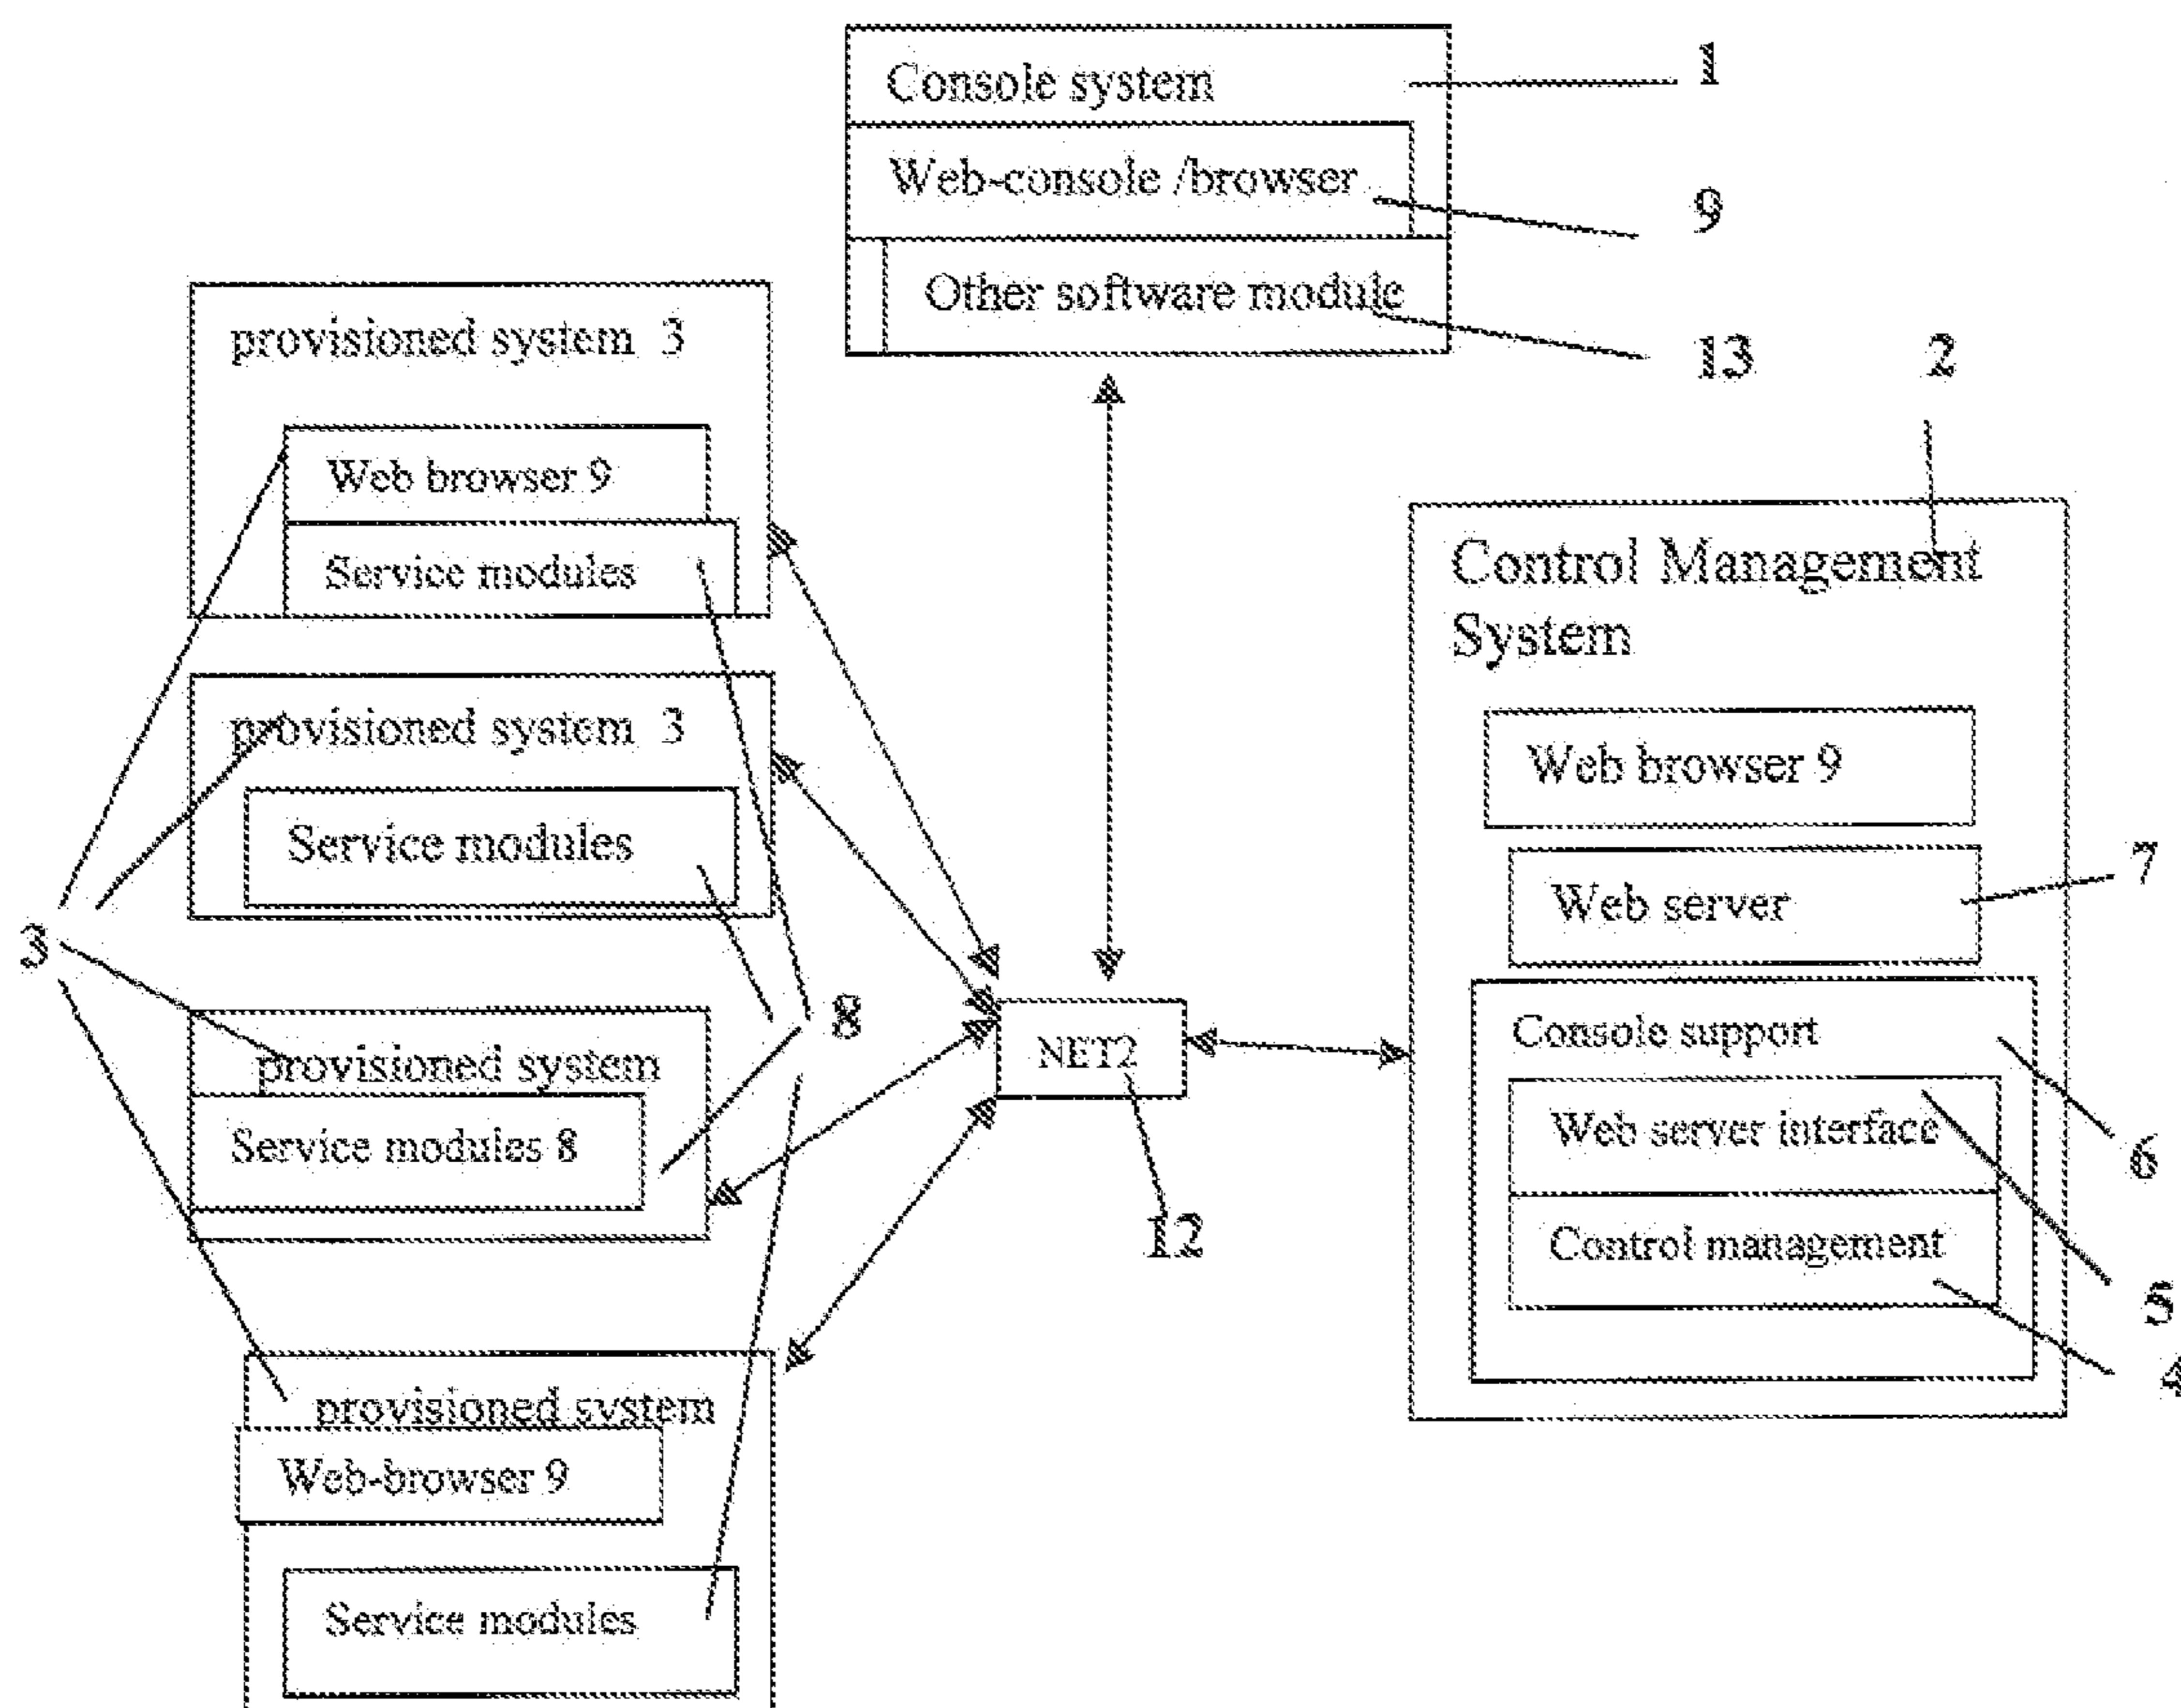 Console system
1
Web-console /browser
9
Other software module
13
2
provisioned system 3
Web browser 9
Service modules
provisioned system 3
Service modules
3
provisioned system
Service modules 8
8
provisioned system
Web-browser 9
Service modules
NET2
12
Control Management
System
Web browser 9
Web server
7
Console support
6
Web server interface
5
Control management
4